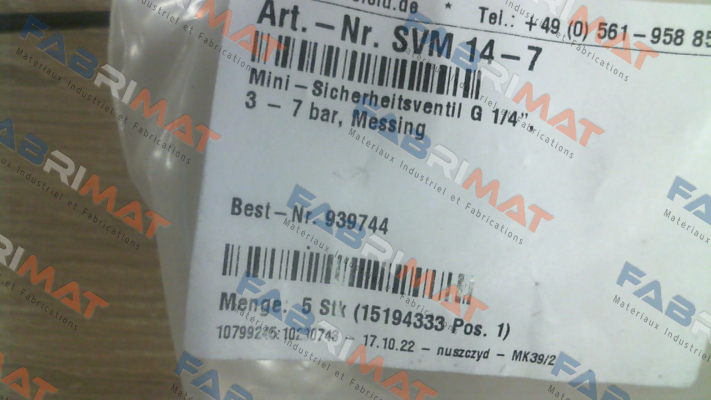 .de * Tel.: +49 (0) 561-958 85
Art.-Nr. SVM 14-7
Mini-Sicherheitsventil G 1/4",
3 - 7 bar, Messing
Best-Nr. 939744
Menge: 5 Stk (15194333 Pos. 1)
- 17.10.22 - nuszczyd - MK39/2
FABRIMAT
Matériaux Industriel et Fabrications